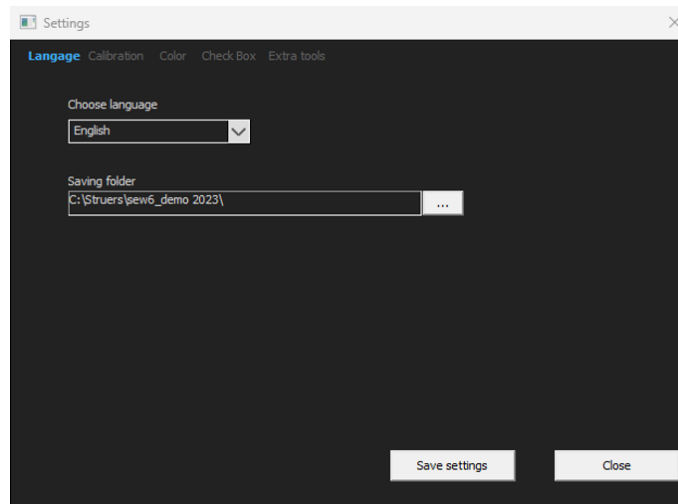 Settings
Langage Calibration Color Check Box Extra tools
Choose language
English
Saving folder
C:\Struers\sew6_demo 2023\
...
Save settings Close